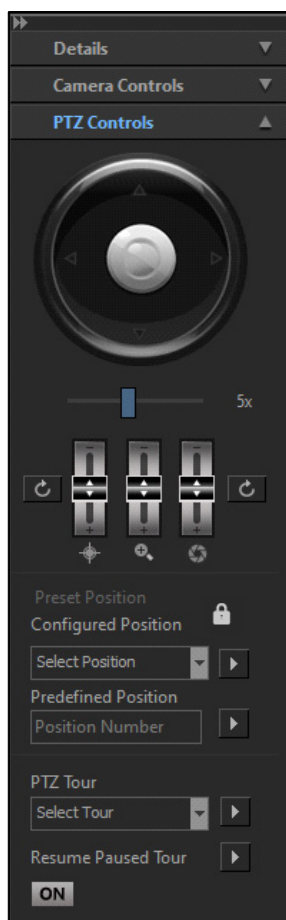 Details
Camera Controls
PTZ Controls
5x
Preset Position
Configured Position
Select Position
Predefined Position
Position Number
PTZ Tour
Select Tour
Resume Paused Tour
ON